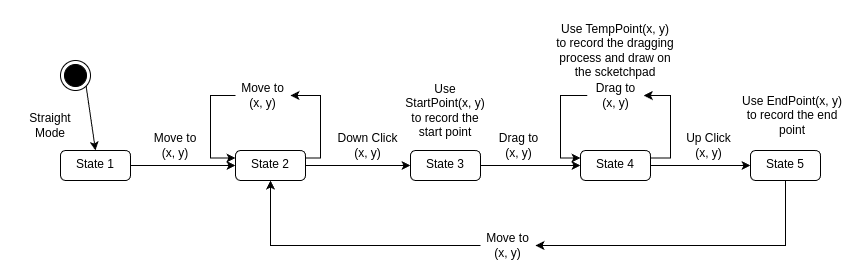 Use TempPoint(x, y)
to record the dragging
process and draw on
the scketchpad
Drag to
(x, y)
Move to
(x, y)
Use
StartPoint(x, y)
to record the
start point
Use EndPoint(x, y)
to record the end
point
Straight
Mode
Move to
(x, y)
Down Click
(x, y)
Drag to
(x, y)
Up Click
(x, y)
State 1
State 2
State 3
State 4
State 5
Move to
(x, y)